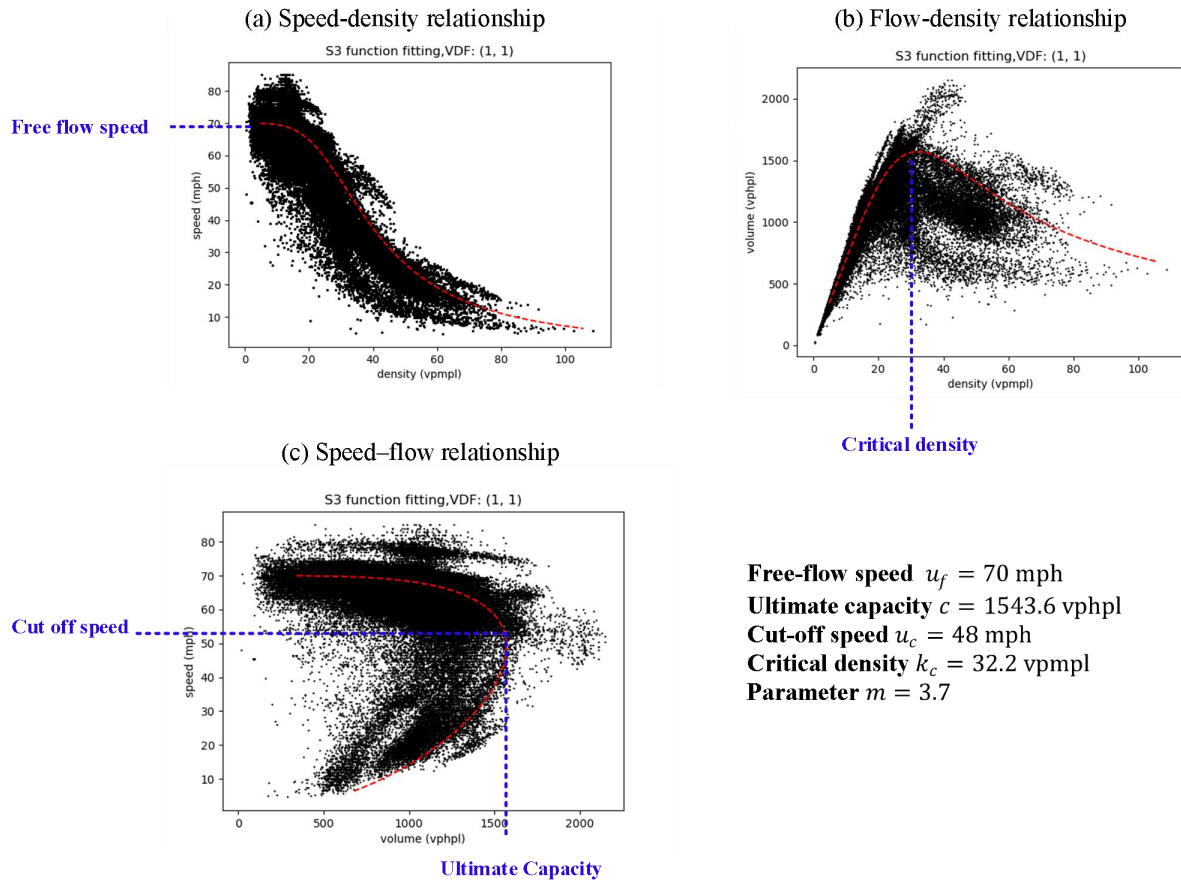 (a) Speed-density relationship
S3 function fitting,VDF: (1, 1)
80
70
60
50
40
30
20
10
speed (mph)
0 20 40 60 80 100
density (vpmpl)
Free flow speed
(b) Flow-density relationship
S3 function fitting,VDF: (1, 1)
2000
1500
1000
500
0
volume (vphpl)
0 20 40 60 80 100
density (vpmpl)
Critical density
(c) Speed–flow relationship
S3 function fitting,VDF: (1, 1)
80
70
60
50
40
30
20
10
speed (mph)
0 500 1000 1500 2000
volume (vphpl)
Cut off speed
Ultimate Capacity
Free-flow speed u_f = 70 mph
Ultimate capacity c = 1543.6 vphpl
Cut-off speed u_c = 48 mph
Critical density k_c = 32.2 vpmpl
Parameter m = 3.7